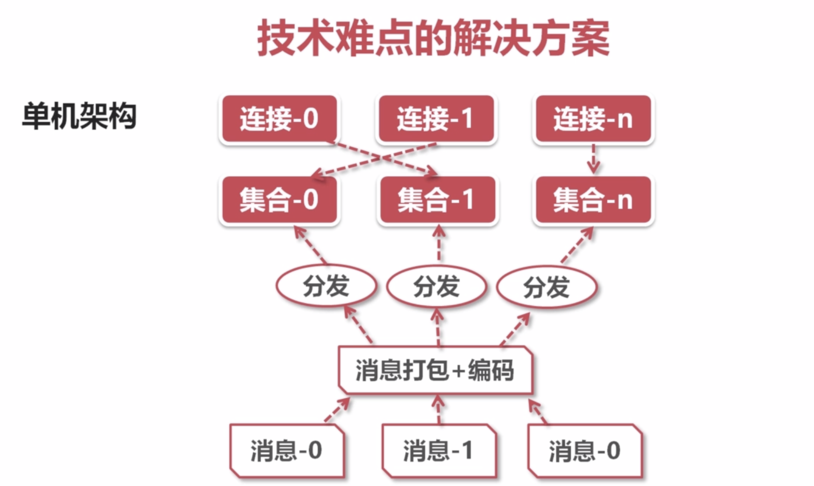 技术难点的解决方案
单机架构
连接-0
连接-1
连接-n
集合-0
集合-1
集合-n
分发
分发
分发
消息打包+编码
消息-0
消息-1
消息-0